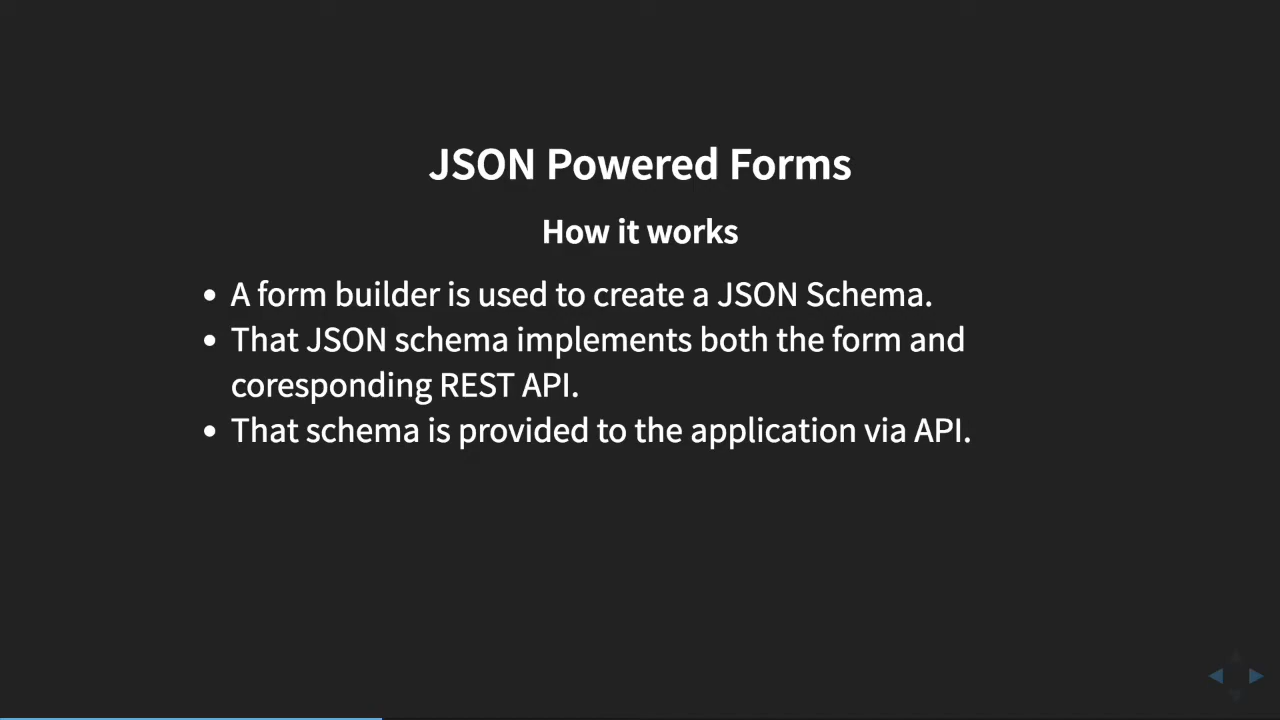 JSON Powered Forms
How it works
• A form builder is used to create a JSON Schema.
• That JSON schema implements both the form and
coresponding REST API.
• That schema is provided to the application via API.